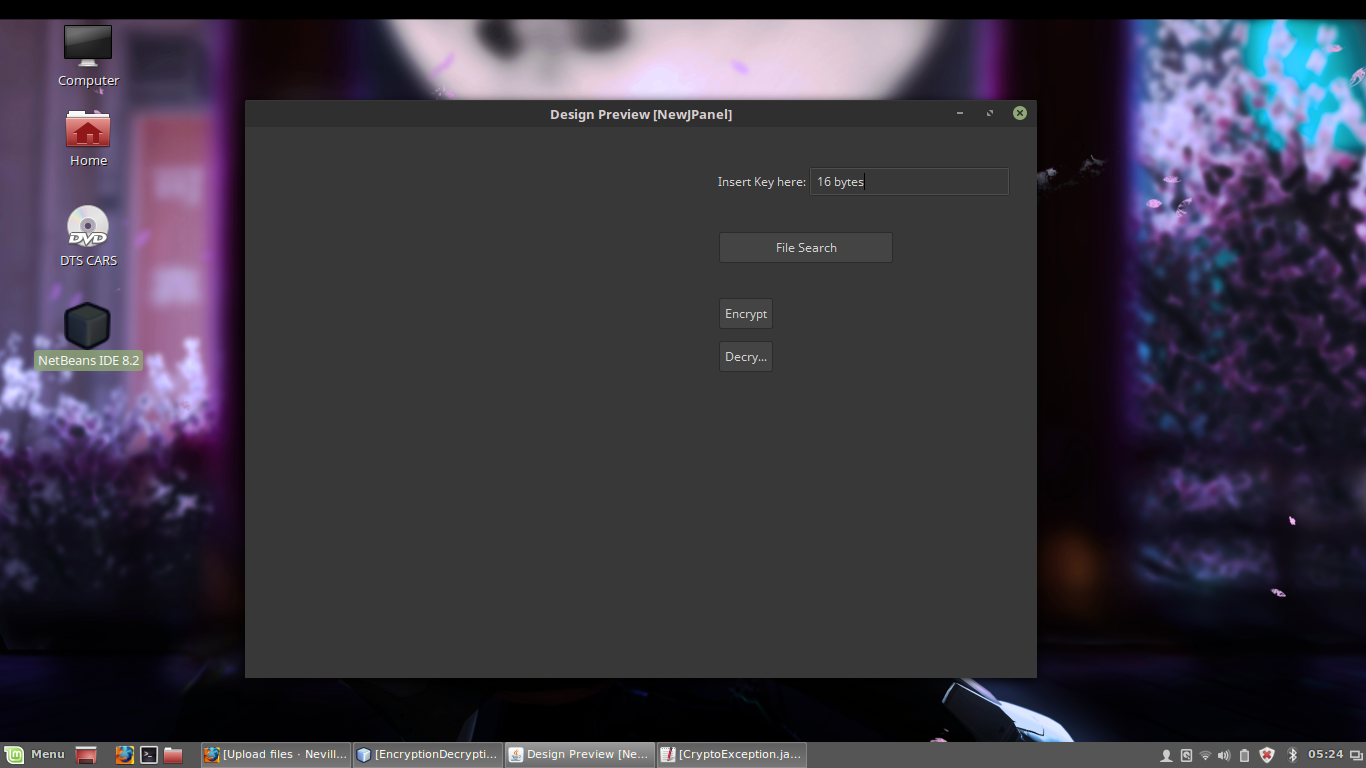 Computer
Home
DVD
DTS CARS
NetBeans IDE 8.2
Design Preview [NewJPanel]
Insert Key here: 16 bytes
File Search
Encrypt
Decry...
Menu
[Upload files · Nevill...
[EncryptionDecrypti...
Design Preview [Ne...
[CryptoException.ja...
05:24